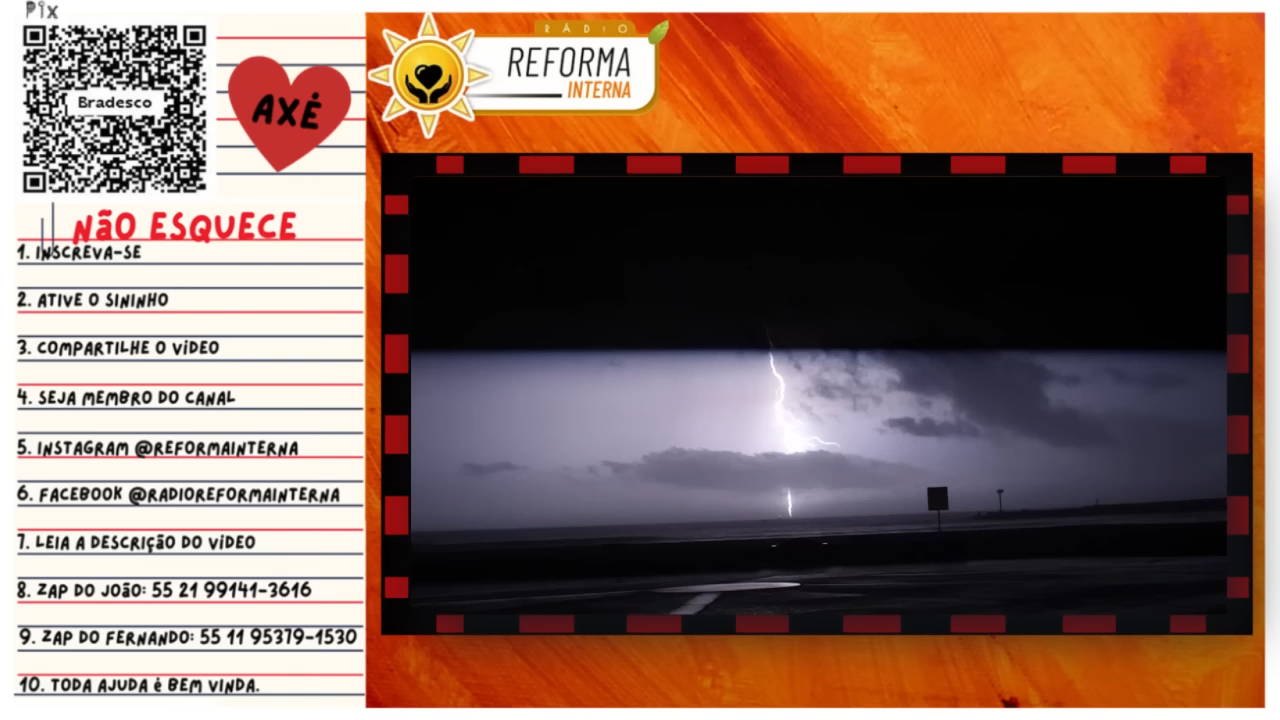 Pix
Bradesco
AXÉ
NÃO ESQUECE
1. INSCREVA-SE
2. ATIVE O SININHO
3. COMPARTILHE O VÍDEO
4. SEJA MEMBRO DO CANAL
5. INSTAGRAM @REFORMAINTERNA
6. FACEBOOK @RADIOREFORMAINTERNA
7. LEIA A DESCRIÇÃO DO VÍDEO
8. ZAP DO JOÃO: 55 21 99141-3616
9. ZAP DO FERNANDO: 55 11 95379-1530
10. TODA AJUDA É BEM VINDA.
RÁDIO
REFORMA
INTERNA